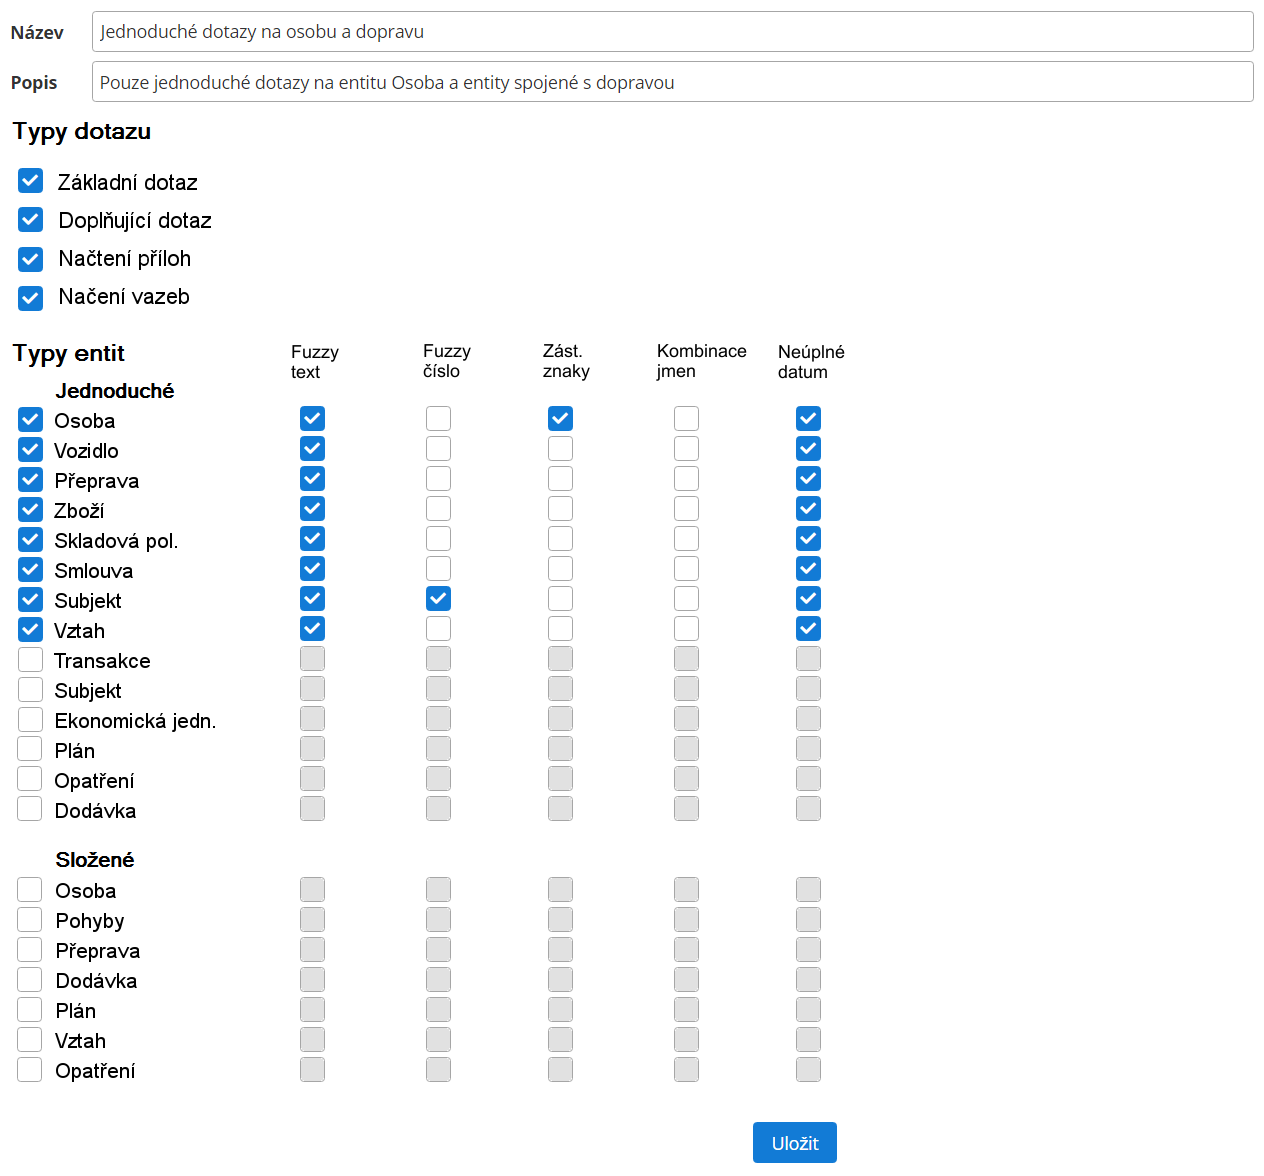 Název
Jednoduché dotazy na osobu a dopravu
Popis
Pouze jednoduché dotazy na entitu Osoba a entity spojené s dopravou
Typy dotazu
Základní dotaz
Doplňující dotaz
Načtení příloh
Načení vazeb
Typy entit
Fuzzy text
Fuzzy číslo
Zást. znaky
Kombinace jmen
Neúplné datum
Jednoduché
Osoba
Vozidlo
Přeprava
Zboží
Skladová pol.
Smlouva
Subjekt
Vztah
Transakce
Subjekt
Ekonomická jedn.
Plán
Opatření
Dodávka
Složené
Osoba
Pohyby
Přeprava
Dodávka
Plán
Vztah
Opatření
Uložit